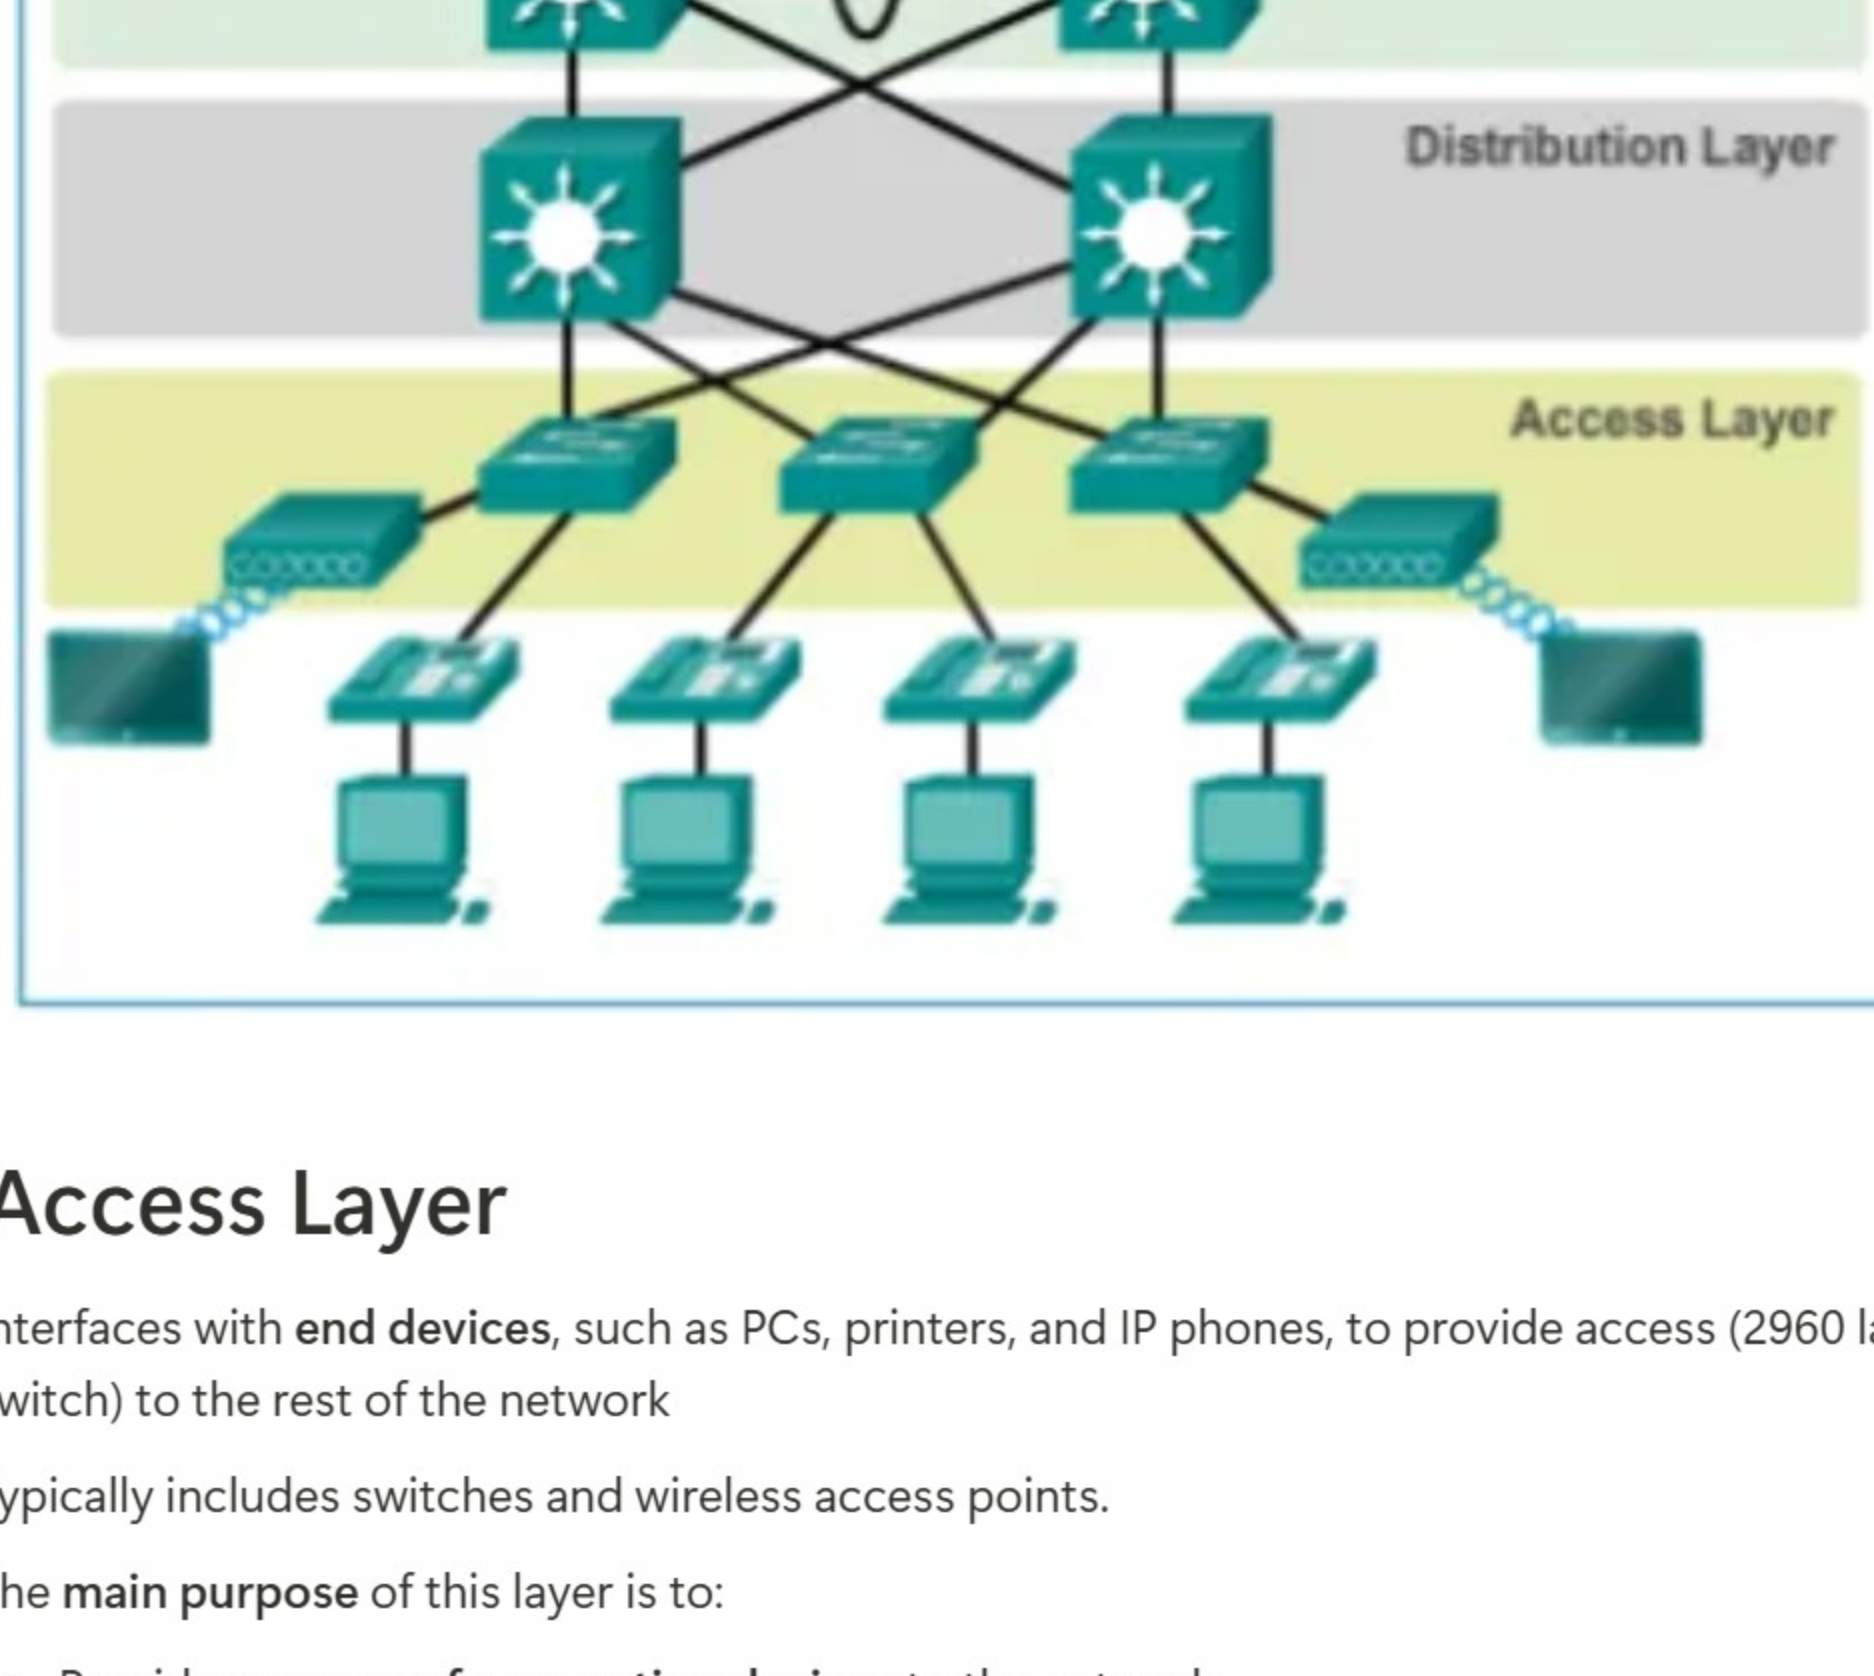 Distribution Layer
Access Layer
Access Layer
nterfaces with end devices, such as PCs, printers, and IP phones, to provide access (2960 la
witch) to the rest of the network
ypically includes switches and wireless access points.
he main purpose of this layer is to: